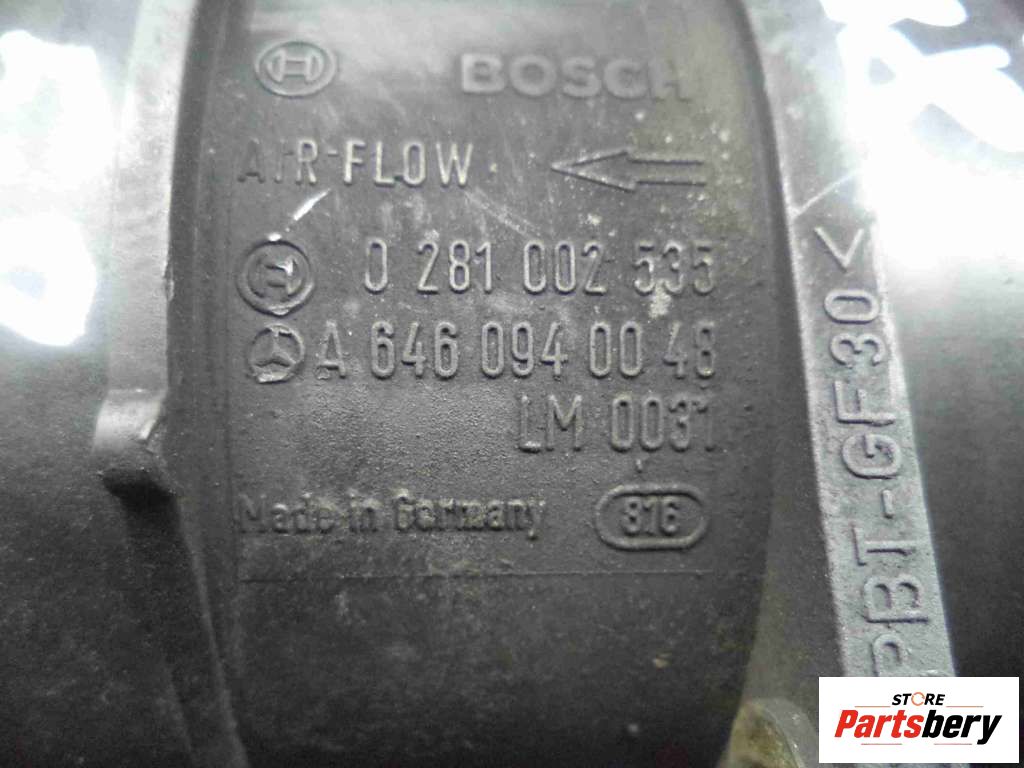 BOSCH
AIR FLOW
0 281 002 535
A 646 094 00 48
LM 0031
Made in Germany 816
PBT-GF30<
STORE
Partsbery